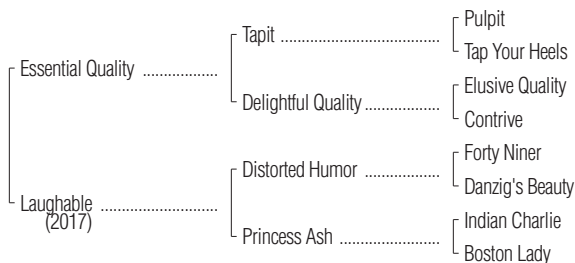 Pulpit
Tapit ........................................
Tap Your Heels
Essential Quality ...................
Elusive Quality
Delightful Quality...................
Contrive
Forty Niner
Distorted Humor ...................
Danzig's Beauty
Laughable .............................
(2017)
Indian Charlie
Princess Ash .........................
Boston Lady